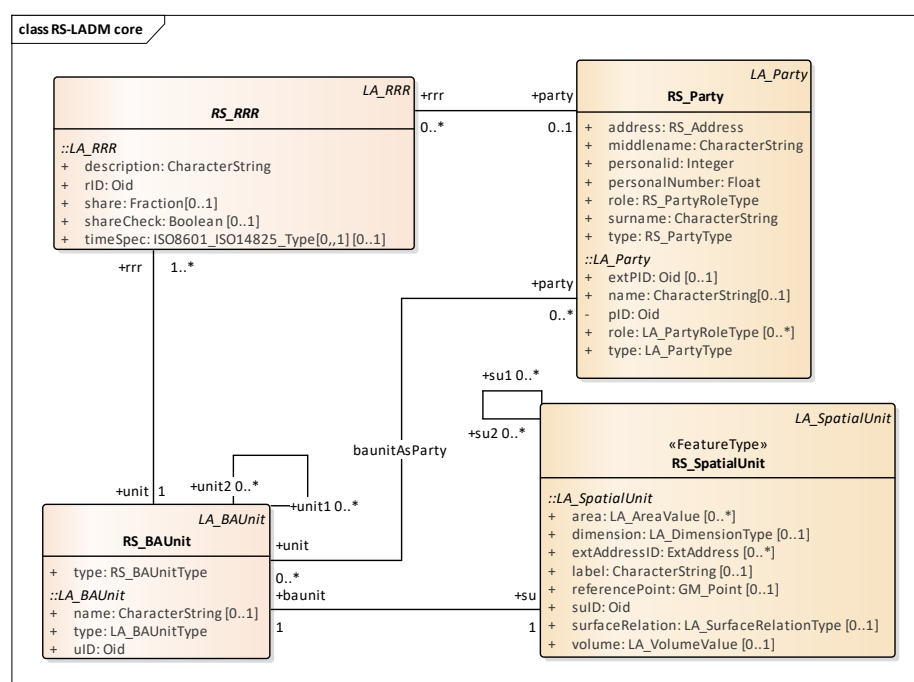 class RS-LADM core
LA_RRR
RS_RRR
::LA_RRR
+ description: CharacterString
+ rID: Oid
+ share: Fraction[0..1]
+ shareCheck: Boolean [0..1]
+ timeSpec: ISO8601_ISO14825_Type[0,,1] [0..1]
+rrr
0..*
+party
0..1
LA_Party
RS_Party
+ address: RS_Address
+ middlename: CharacterString
+ personalid: Integer
+ personalNumber: Float
+ role: RS_PartyRoleType
+ surname: CharacterString
+ type: RS_PartyType
::LA_Party
+ extPID: Oid [0..1]
+ name: CharacterString[0..1]
- pID: Oid
+ role: LA_PartyRoleType [0..*]
+ type: LA_PartyType
+rrr 1..*
+party
0..*
+su1 0..*
+su2 0..*
baunitAsParty
+unit 1
+unit2 0..*
+unit1 0..*
LA_BAUnit
RS_BAUnit
+ type: RS_BAUnitType
::LA_BAUnit
+ name: CharacterString [0..1]
+ type: LA_BAUnitType
+ uID: Oid
+unit
0..*
+baunit
1
+su
1
LA_SpatialUnit
«FeatureType»
RS_SpatialUnit
::LA_SpatialUnit
+ area: LA_AreaValue [0..*]
+ dimension: LA_DimensionType [0..1]
+ extAddressID: ExtAddress [0..*]
+ label: CharacterString [0..1]
+ referencePoint: GM_Point [0..1]
+ suID: Oid
+ surfaceRelation: LA_SurfaceRelationType [0..1]
+ volume: LA_VolumeValue [0..1]